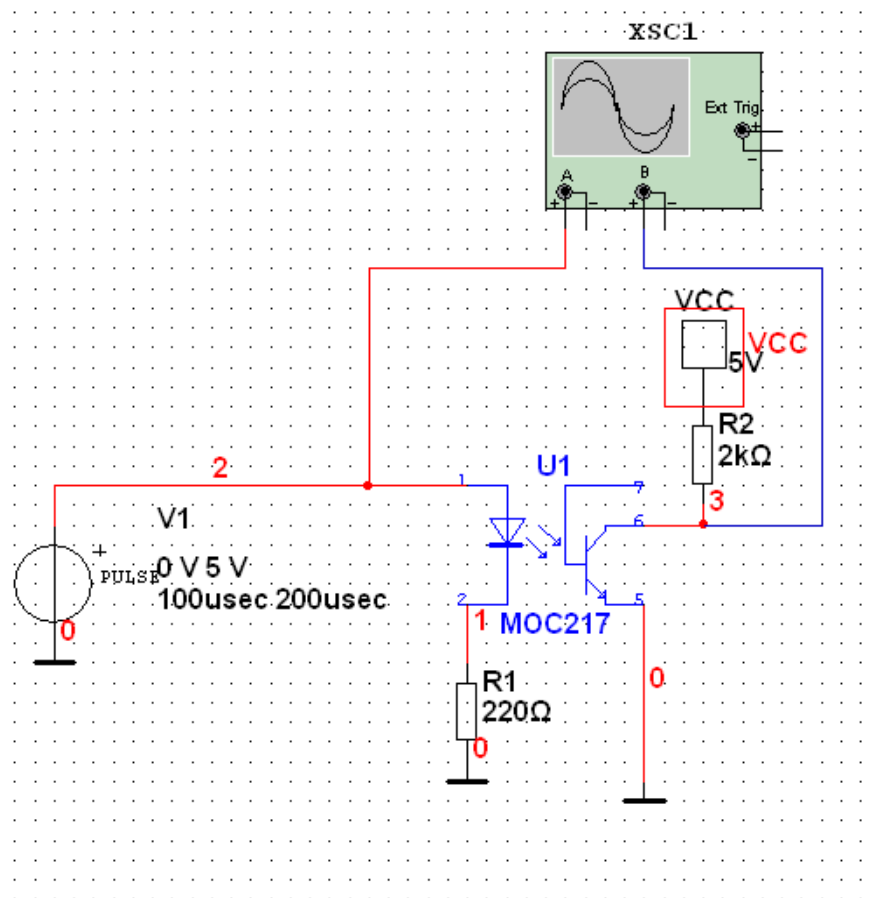 XSC1
Ext Trig
+
−
A
B
+
−
+
−
VCC
VCC
5V
R2
2kΩ
2
1
U1
7
3
V1
6
+
PULSE
0 V 5 V
100usec 200usec
2
5
0
1
MOC217
0
R1
220Ω
0